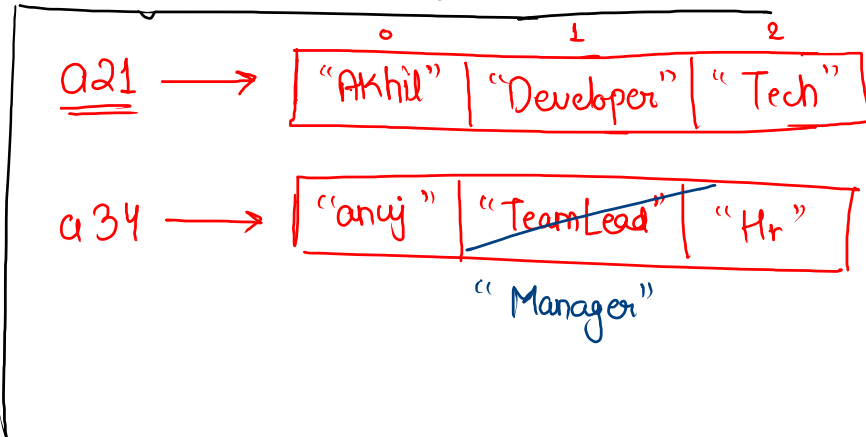 0 1 2
a21 → "Akhil" "Developer" "Tech"
a34 → "anuj" "TeamLead" "Hr"
"Manager"